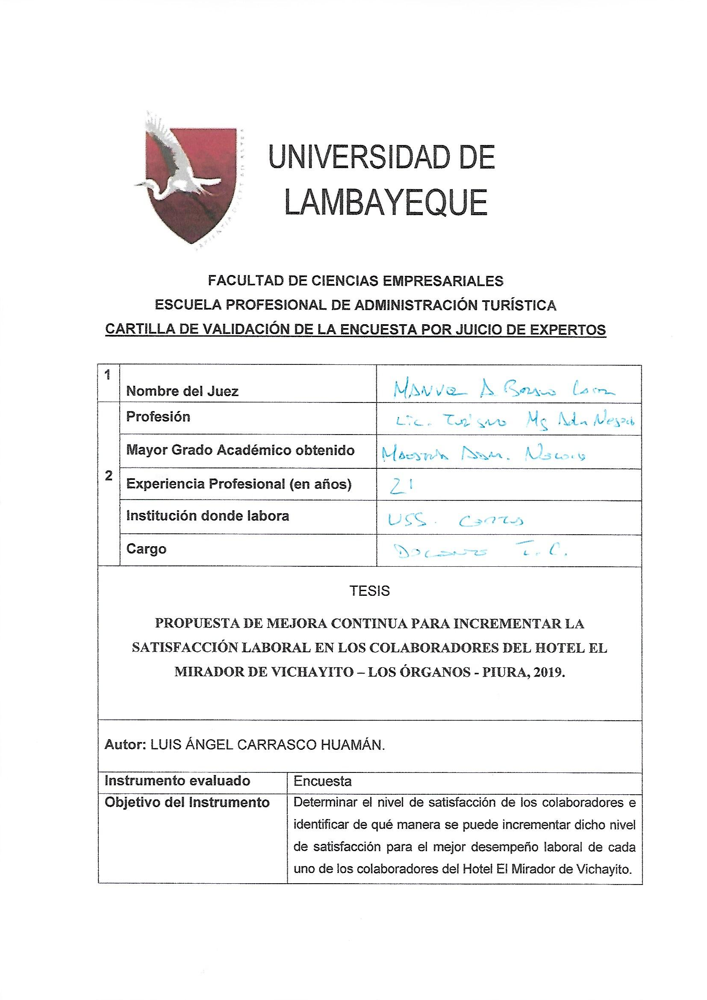 UNIVERSIDAD DE
LAMBAYEQUE
FACULTAD DE CIENCIAS EMPRESARIALES
ESCUELA PROFESIONAL DE ADMINISTRACIÓN TURÍSTICA
CARTILLA DE VALIDACIÓN DE LA ENCUESTA POR JUICIO DE EXPERTOS
1
Nombre del Juez Manuel A
Profesión Lic. Turismo Mg Adm Negocios
Mayor Grado Académico obtenido Maestría Adm. Negocios
2
Experiencia Profesional (en años) 21
Institución donde labora USS.
Cargo Docente T.C.
TESIS
PROPUESTA DE MEJORA CONTINUA PARA INCREMENTAR LA
SATISFACCIÓN LABORAL EN LOS COLABORADORES DEL HOTEL EL
MIRADOR DE VICHAYITO – LOS ÓRGANOS - PIURA, 2019.
Autor: LUIS ÁNGEL CARRASCO HUAMÁN.
Instrumento evaluado Encuesta
Objetivo del Instrumento Determinar el nivel de satisfacción de los colaboradores e
identificar de qué manera se puede incrementar dicho nivel
de satisfacción para el mejor desempeño laboral de cada
uno de los colaboradores del Hotel El Mirador de Vichayito.